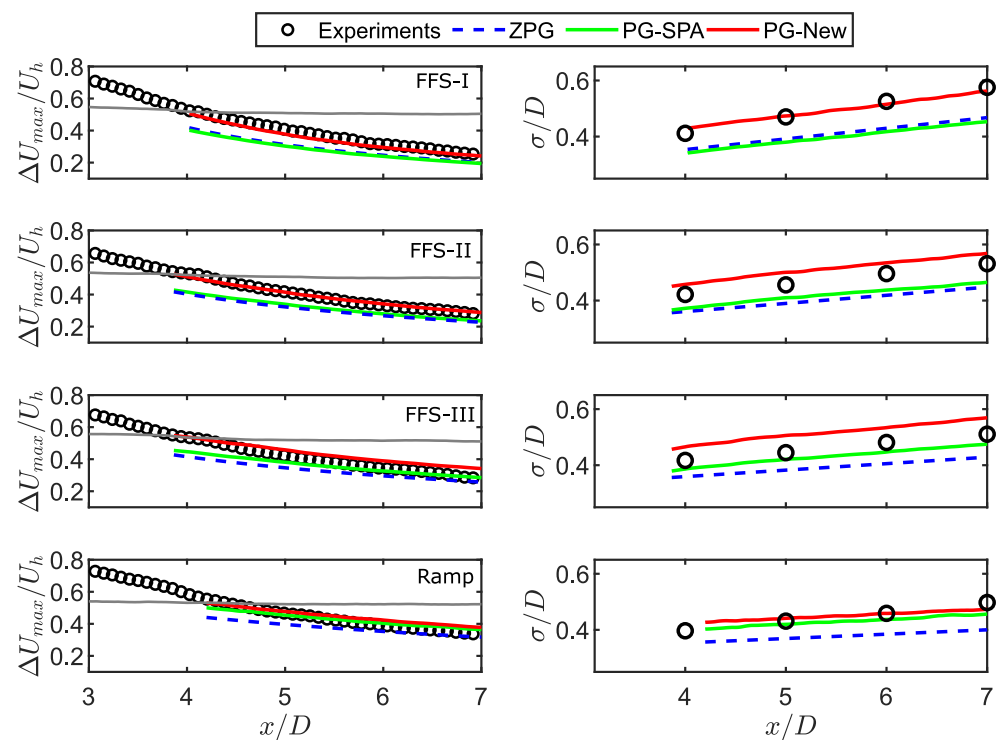 Experiments ZPG PG-SPA PG-New
0.8
0.6
0.4
0.2
ΔU_max/U_h
FFS-I
0.6
0.4
σ/D
0.8
0.6
0.4
0.2
ΔU_max/U_h
FFS-II
0.6
0.4
σ/D
0.8
0.6
0.4
0.2
ΔU_max/U_h
FFS-III
0.6
0.4
σ/D
0.8
0.6
0.4
0.2
ΔU_max/U_h
Ramp
3 4 5 6 7
x/D
0.6
0.4
σ/D
4 5 6 7
x/D